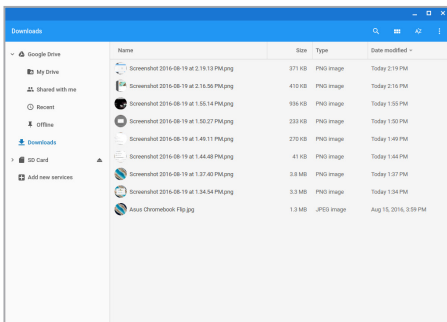 Downloads
AZ
Google Drive
My Drive
Shared with me
Recent
Offline
Downloads
SD Card
Add new services
Name Size Type Date modified
Screenshot 2016-08-19 at 2.19.13 PM.png 371 KB PNG image Today 2:19 PM
Screenshot 2016-08-19 at 2.16.56 PM.png 410 KB PNG image Today 2:16 PM
Screenshot 2016-08-19 at 1.55.14 PM.png 936 KB PNG image Today 1:55 PM
Screenshot 2016-08-19 at 1.50.27 PM.png 233 KB PNG image Today 1:50 PM
Screenshot 2016-08-19 at 1.49.11 PM.png 270 KB PNG image Today 1:49 PM
Screenshot 2016-08-19 at 1.44.48 PM.png 41 KB PNG image Today 1:44 PM
Screenshot 2016-08-19 at 1.37.40 PM.png 3.8 MB PNG image Today 1:37 PM
Screenshot 2016-08-19 at 1.34.54 PM.png 3.3 MB PNG image Today 1:34 PM
Asus Chromebook Flip.jpg 1.3 MB JPEG image Aug 15, 2016, 3:59 PM